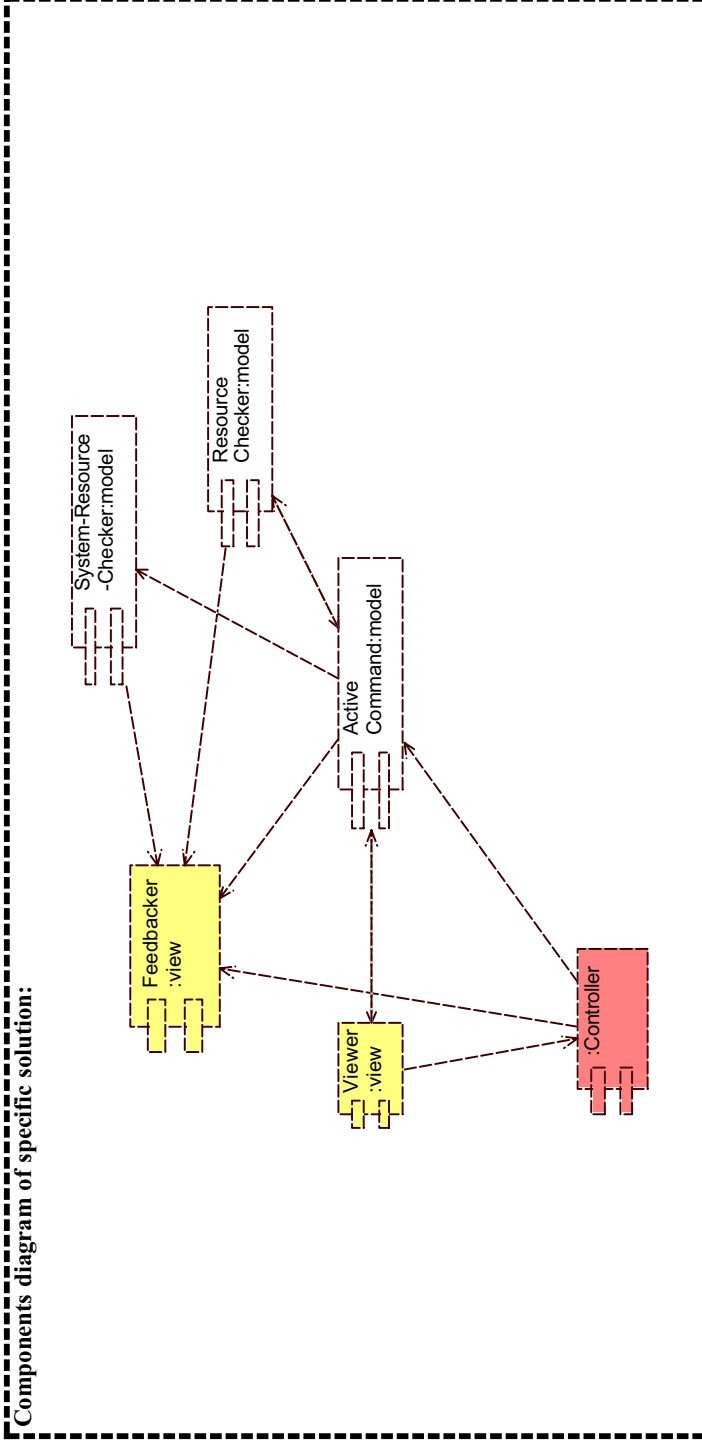 Components diagram of specific solution:
Feedbacker
:view
System-Resource
-Checker:model
Resource
Checker:model
Viewer
:view
Active
Command:model
:Controller